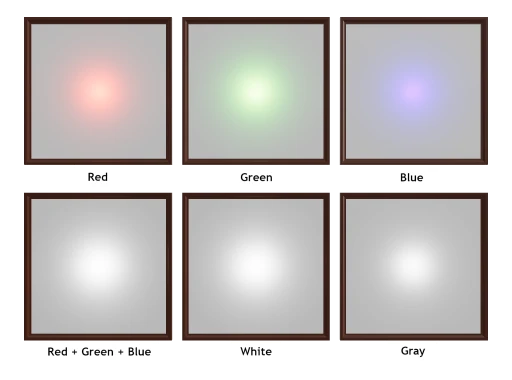 Red
Green
Blue
Red + Green + Blue
White
Gray